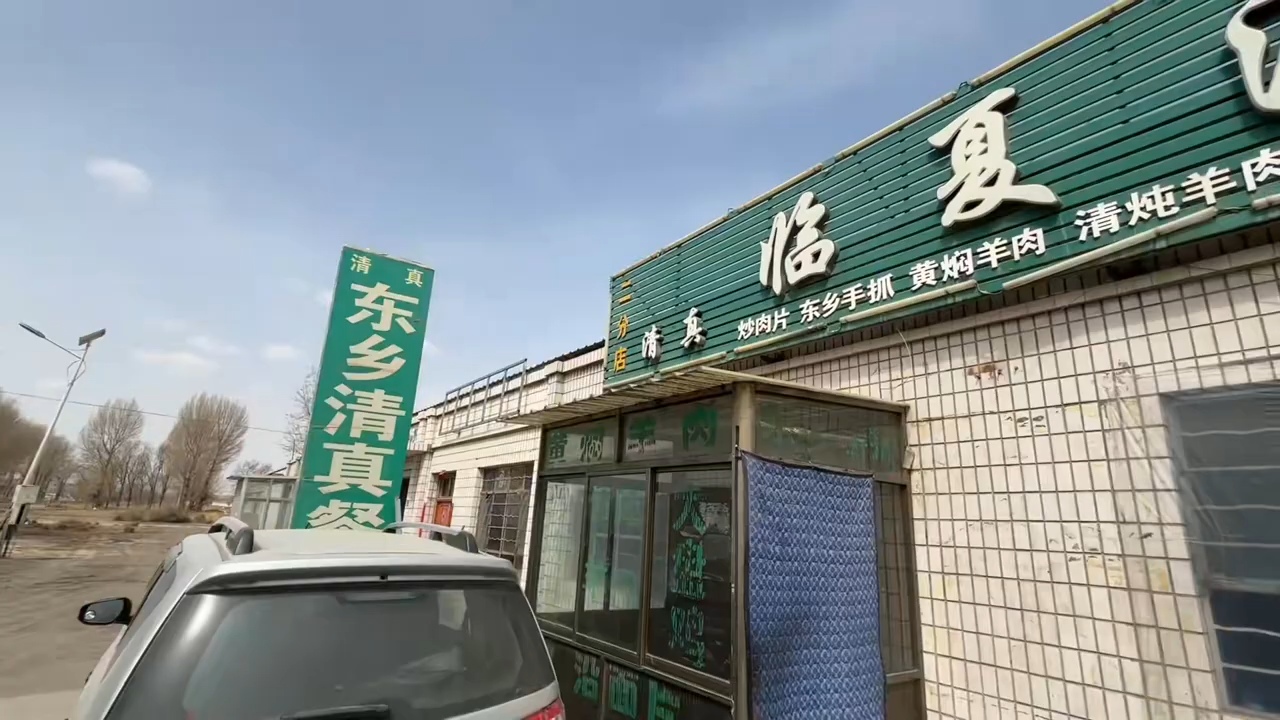 清真
东乡清真餐
二分店
清真
临夏
炒肉片 东乡手抓 黄焖羊肉 清炖羊肉
黄焖羊肉